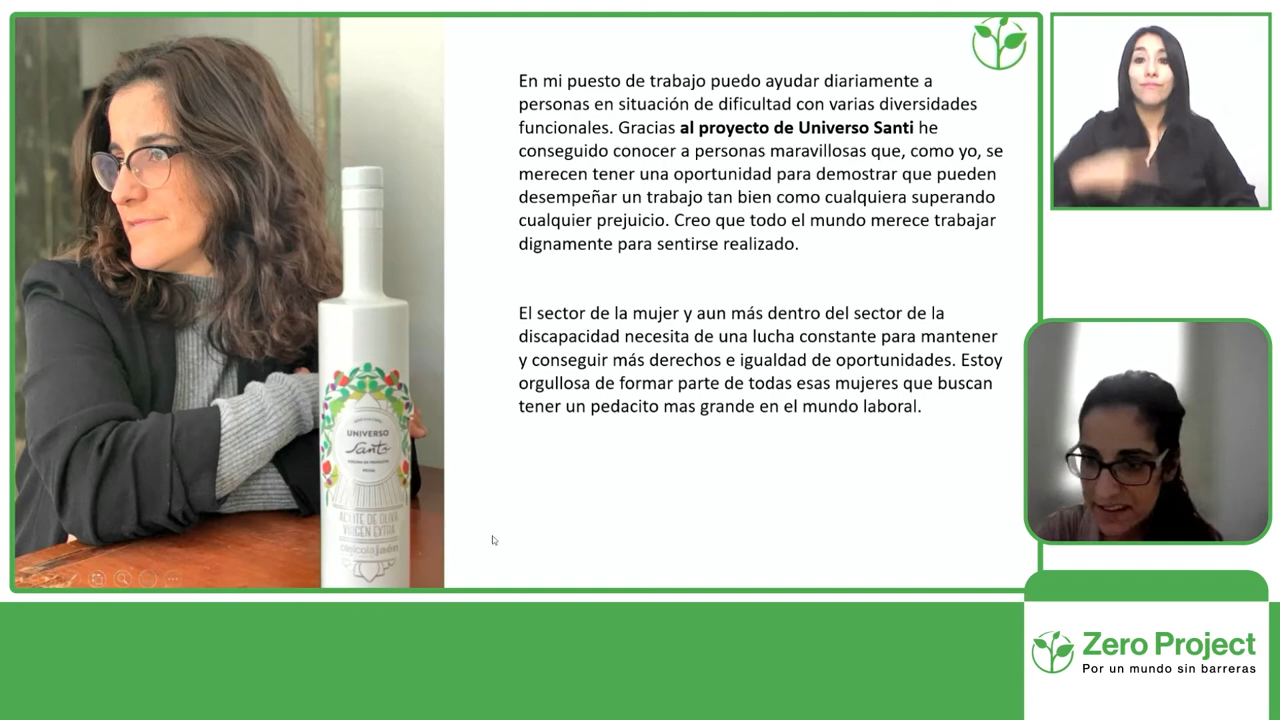 En mi puesto de trabajo puedo ayudar diariamente a
personas en situación de dificultad con varias diversidades
funcionales. Gracias al proyecto de Universo Santi he
conseguido conocer a personas maravillosas que, como yo, se
merecen tener una oportunidad para demostrar que pueden
desempeñar un trabajo tan bien como cualquiera superando
cualquier prejuicio. Creo que todo el mundo merece trabajar
dignamente para sentirse realizado.
El sector de la mujer y aun más dentro del sector de la
discapacidad necesita de una lucha constante para mantener
y conseguir más derechos e igualdad de oportunidades. Estoy
orgullosa de formar parte de todas esas mujeres que buscan
tener un pedacito mas grande en el mundo laboral.
UNIVERSO
Santi
ACEITE DE OLIVA
VIRGEN EXTRA
Zero Project
Por un mundo sin barreras